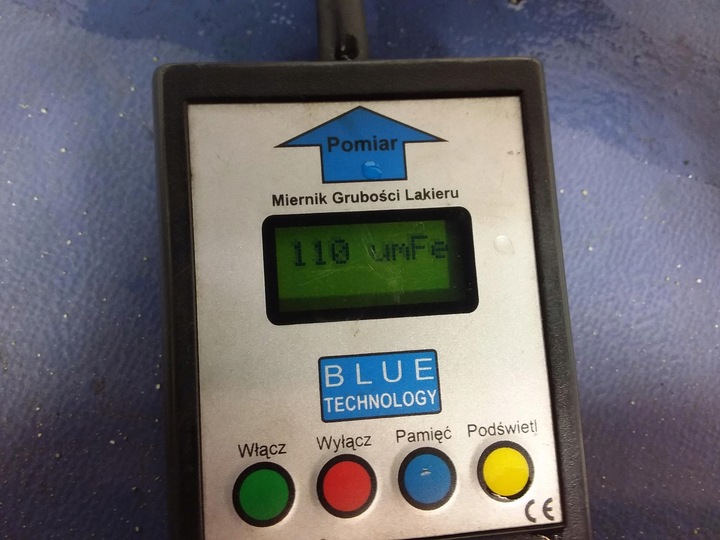 Pomiar
Miernik Grubości Lakieru
110 umFe
BLUE
TECHNOLOGY
Włącz Wyłącz Pamięć Podświetl
CE